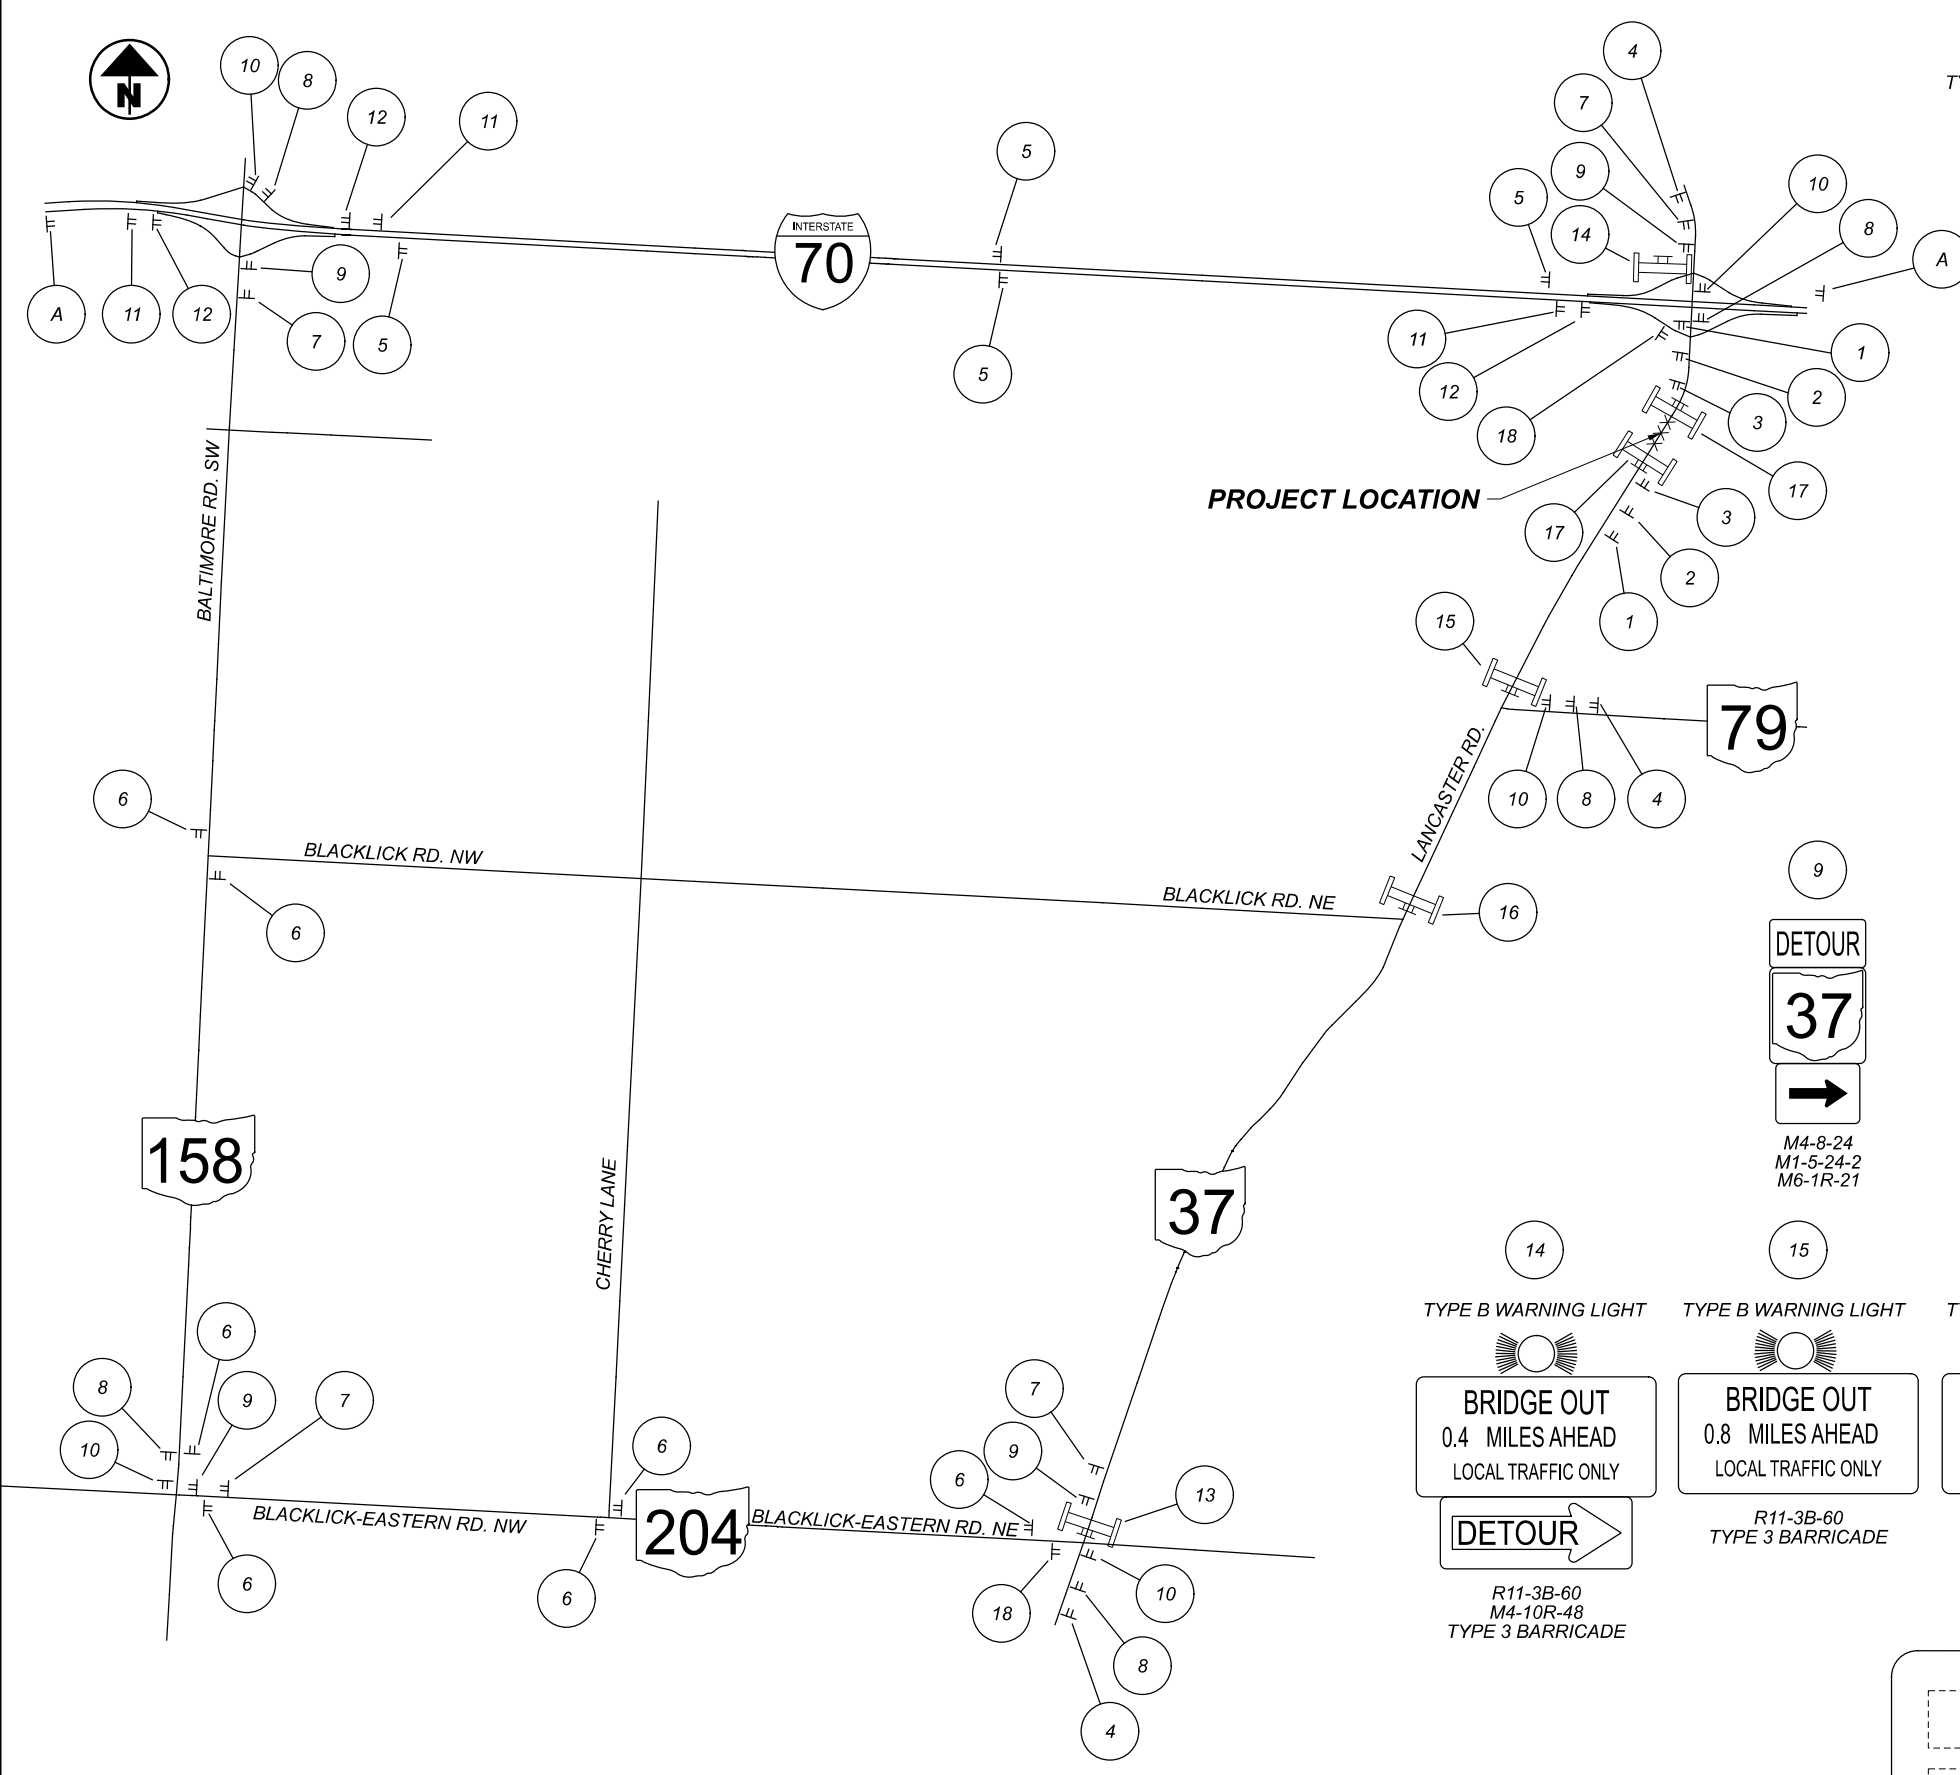 N
10
8
12
11
5
4
7
9
14
5
10
8
A
T
INTERSTATE
70
A
11
12
9
7
5
5
11
12
18
1
2
3
17
PROJECT LOCATION
17
3
2
1
BALTIMORE RD. SW
15
79
LANCASTER RD.
10
8
4
6
BLACKLICK RD. NW
BLACKLICK RD. NE
6
16
9
DETOUR
37
M4-8-24
M1-5-24-2
M6-1R-21
158
CHERRY LANE
37
6
8
9
7
10
BLACKLICK-EASTERN RD. NW
6
6
6
204
BLACKLICK-EASTERN RD. NE
7
9
6
13
18
10
8
4
14
TYPE B WARNING LIGHT
BRIDGE OUT
0.4 MILES AHEAD
LOCAL TRAFFIC ONLY
DETOUR
R11-3B-60
M4-10R-48
TYPE 3 BARRICADE
15
TYPE B WARNING LIGHT
BRIDGE OUT
0.8 MILES AHEAD
LOCAL TRAFFIC ONLY
R11-3B-60
TYPE 3 BARRICADE
T